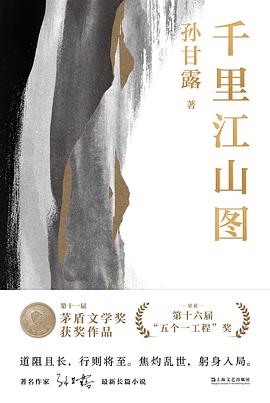 千里江山图
孙甘露 著
第十一届
茅盾文学奖
获奖作品
荣获
第十六届
“五个一工程”奖
道阻且长，行则将至。焦灼乱世，躬身入局。
著名作家 孙甘露 最新长篇小说
上海文艺出版社